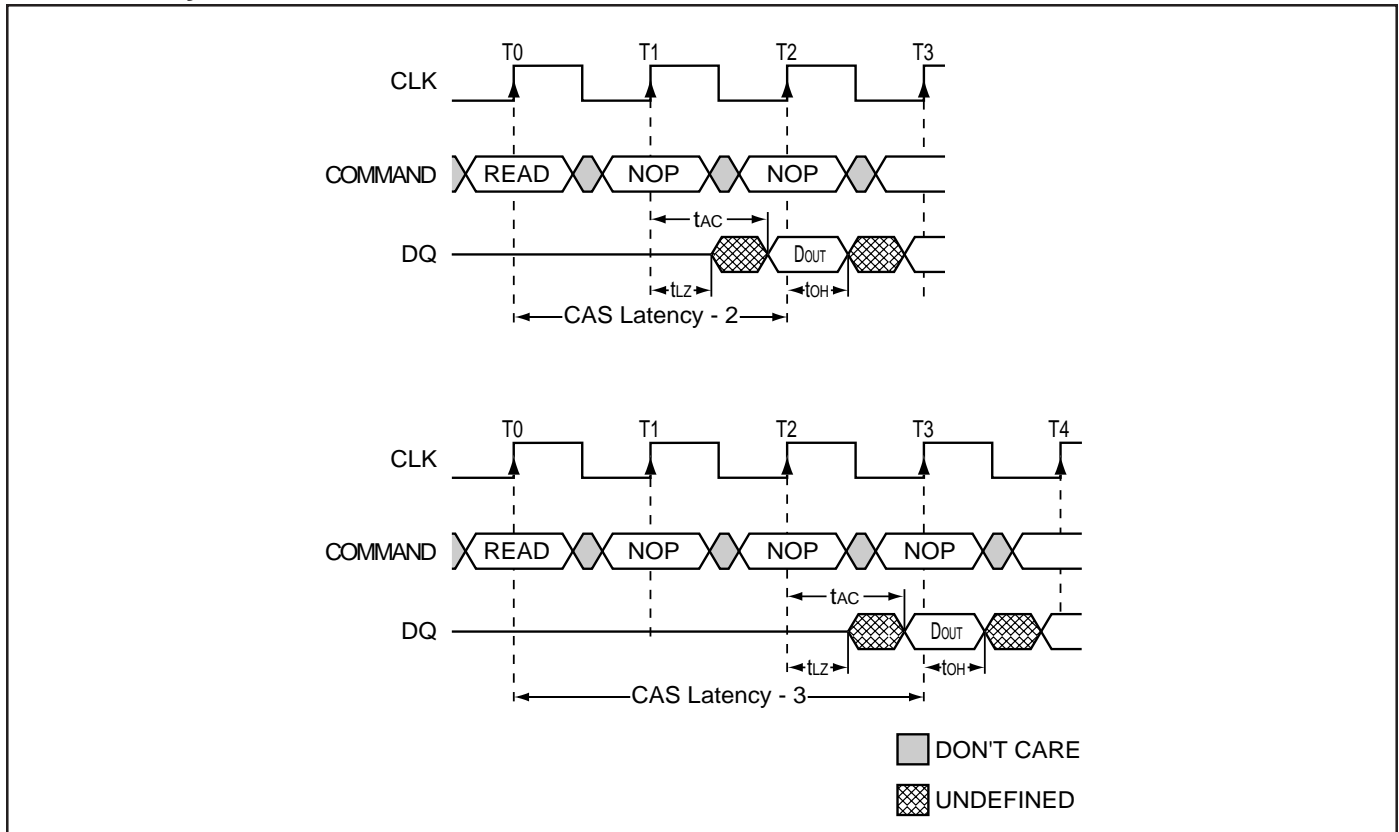 T0 T1 T2 T3
CLK
COMMAND READ NOP NOP
tAC
DQ DOUT
tLZ tOH
CAS Latency - 2
T0 T1 T2 T3 T4
CLK
COMMAND READ NOP NOP NOP
tAC
DQ DOUT
tLZ tOH
CAS Latency - 3
DON'T CARE
UNDEFINED